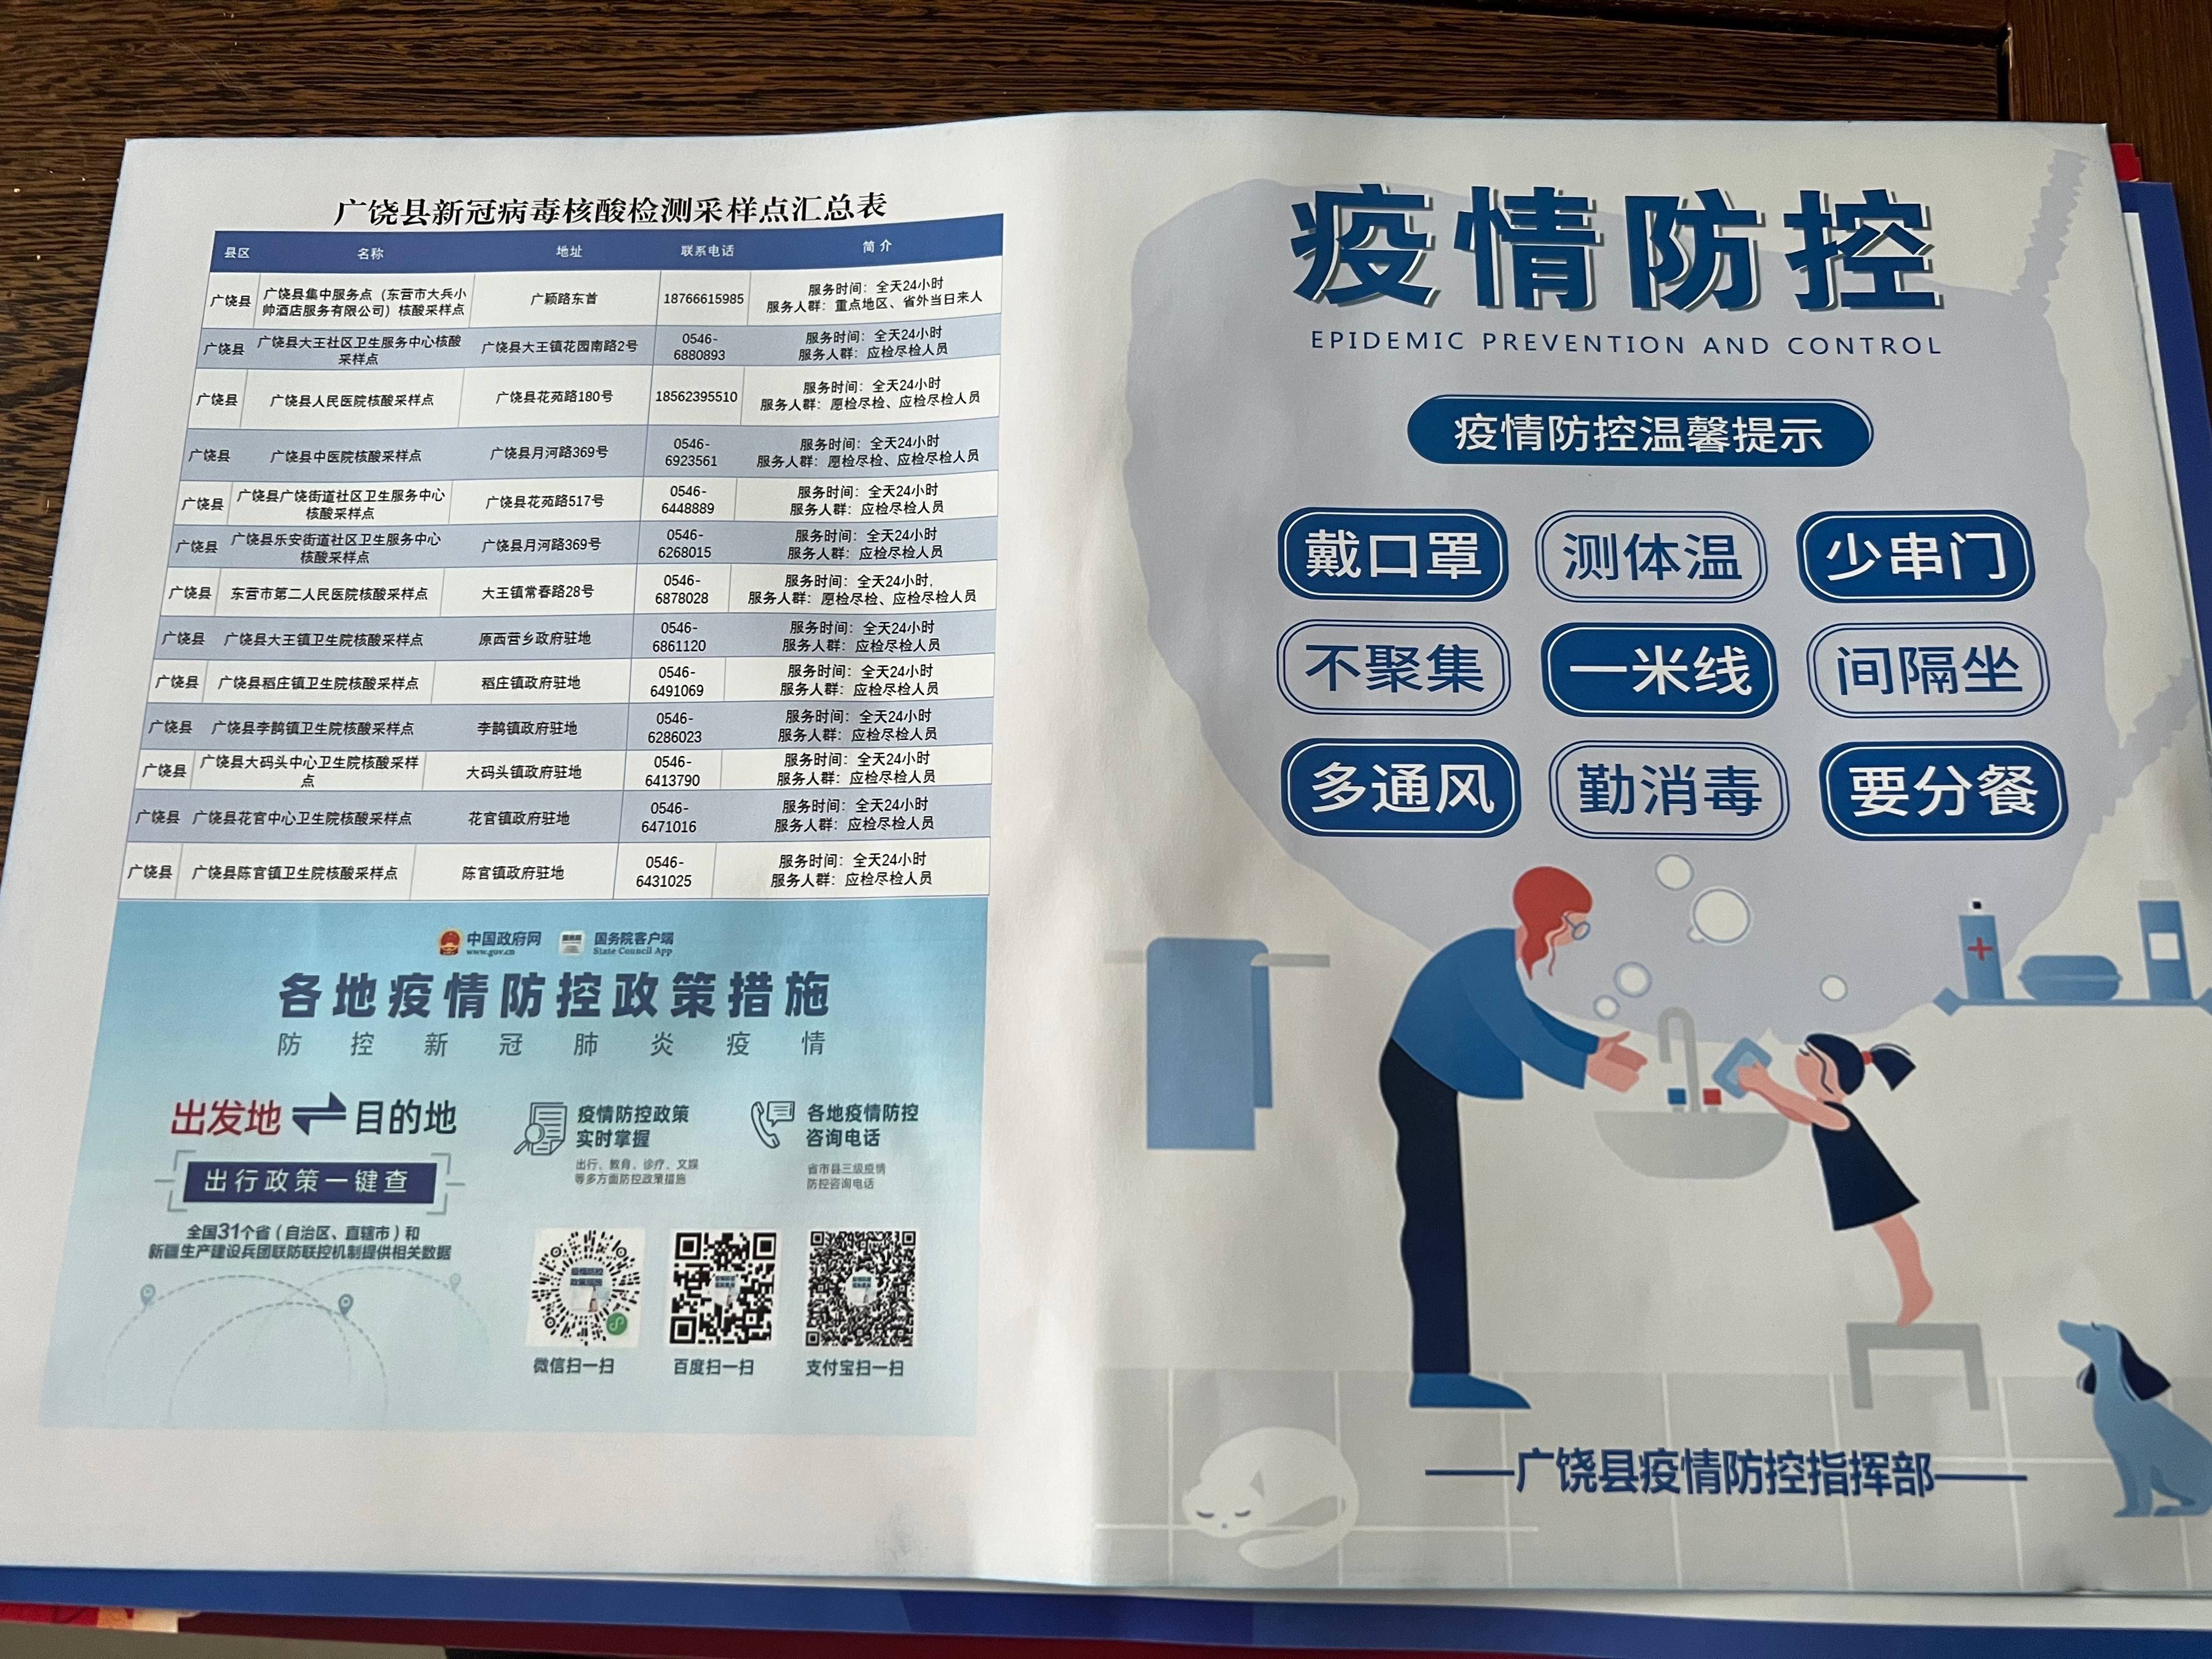 广饶县新冠病毒核酸检测采样点汇总表
县区 名称 地址 联系电话 简介
广饶县 广饶县集中服务点（东营市大兵小帅酒店服务有限公司）核酸采样点 广颖路东首 18766615985 服务时间：全天24小时 服务人群：重点地区、省外当日来人
广饶县 广饶县大王社区卫生服务中心核酸采样点 广饶县大王镇花园南路2号 0546-6880893 服务时间：全天24小时 服务人群：应检尽检人员
广饶县 广饶县人民医院核酸采样点 广饶县花苑路180号 18562395510 服务时间：全天24小时 服务人群：愿检尽检、应检尽检人员
广饶县 广饶县中医院核酸采样点 广饶县月河路369号 0546-6923561 服务时间：全天24小时 服务人群：愿检尽检、应检尽检人员
广饶县 广饶县广饶街道社区卫生服务中心核酸采样点 广饶县花苑路517号 0546-6448889 服务时间：全天24小时 服务人群：应检尽检人员
广饶县 广饶县乐安街道社区卫生服务中心核酸采样点 广饶县月河路369号 0546-6268015 服务时间：全天24小时 服务人群：应检尽检人员
广饶县 东营市第二人民医院核酸采样点 大王镇常春路28号 0546-6878028 服务时间：全天24小时, 服务人群：愿检尽检、应检尽检人员
广饶县 广饶县大王镇卫生院核酸采样点 原西营乡政府驻地 0546-6861120 服务时间：全天24小时 服务人群：应检尽检人员
广饶县 广饶县稻庄镇卫生院核酸采样点 稻庄镇政府驻地 0546-6491069 服务时间：全天24小时 服务人群：应检尽检人员
广饶县 广饶县李鹊镇卫生院核酸采样点 李鹊镇政府驻地 0546-6286023 服务时间：全天24小时 服务人群：应检尽检人员
广饶县 广饶县大码头中心卫生院核酸采样点 大码头镇政府驻地 0546-6413790 服务时间：全天24小时 服务人群：应检尽检人员
广饶县 广饶县花官中心卫生院核酸采样点 花官镇政府驻地 0546-6471016 服务时间：全天24小时 服务人群：应检尽检人员
广饶县 广饶县陈官镇卫生院核酸采样点 陈官镇政府驻地 0546-6431025 服务时间：全天24小时 服务人群：应检尽检人员
中国政府网 www.gov.cn 国务院客户端 State Council App
各地疫情防控政策措施
防控新冠肺炎疫情
出发地 目的地
出行政策一键查
全国31个省（自治区、直辖市）和
新疆生产建设兵团联防联控机制提供相关数据
疫情防控政策
实时掌握
出行、教育、诊疗、文娱
等多方面防控政策措施
各地疫情防控
咨询电话
省市县三级疫情
防控咨询电话
微信扫一扫 百度扫一扫 支付宝扫一扫
疫情防控
EPIDEMIC PREVENTION AND CONTROL
疫情防控温馨提示
戴口罩 测体温 少串门
不聚集 一米线 间隔坐
多通风 勤消毒 要分餐
——广饶县疫情防控指挥部——